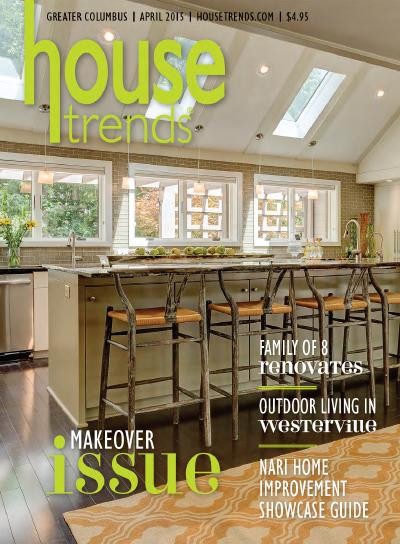 GREATER COLUMBUS | APRIL 2013 | HOUSETRENDS.COM | $4.95
house
trends®
FAMILY OF 8
renovates
OUTDOOR LIVING IN
westerville
MAKEOVER
issue
NARI HOME
IMPROVEMENT
SHOWCASE GUIDE